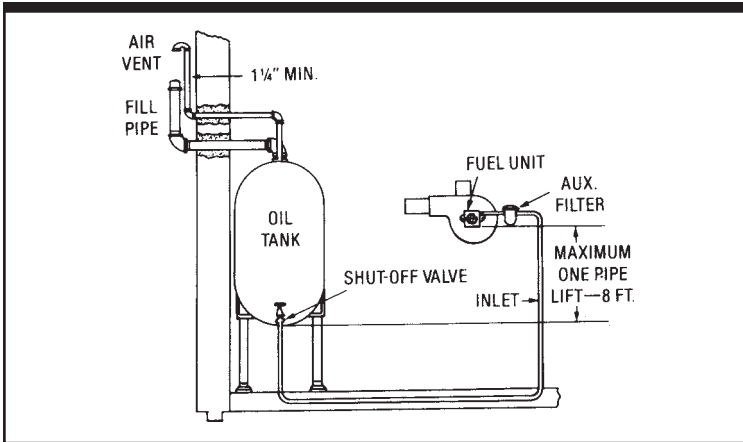 AIR
VENT
1¼" MIN.
FILL
PIPE
FUEL UNIT
AUX.
FILTER
OIL
TANK
MAXIMUM
ONE PIPE
LIFT—8 FT.
SHUT-OFF VALVE
INLET